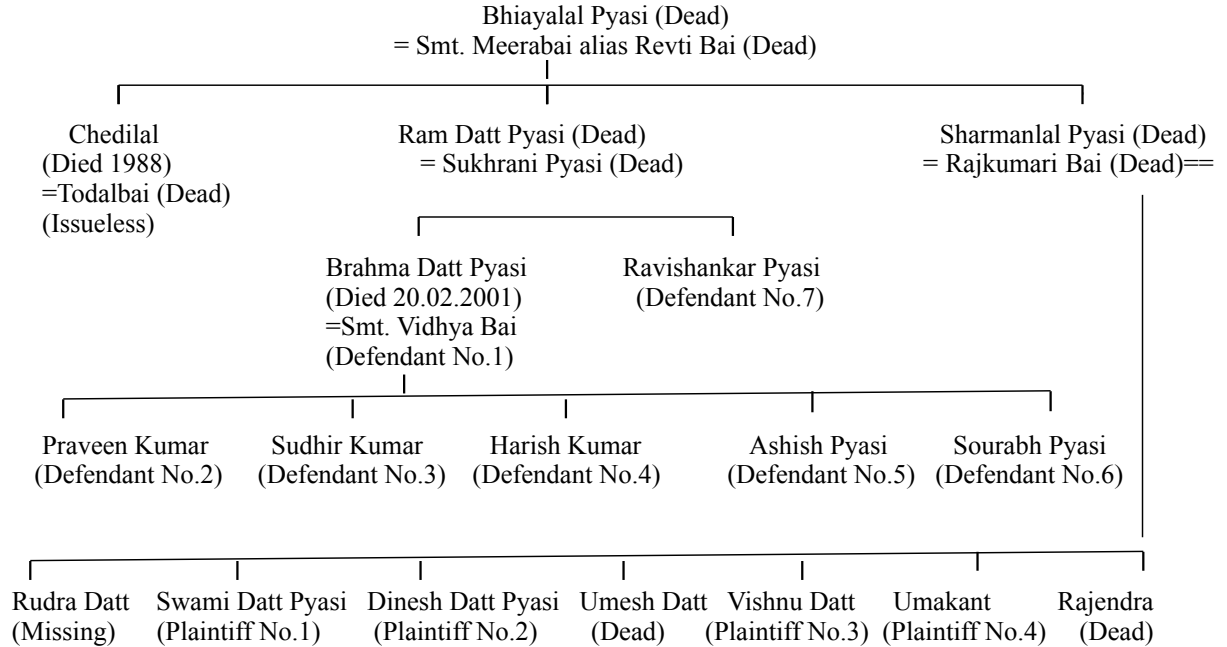 Bhiayalal Pyasi (Dead)
= Smt. Meerabai alias Revti Bai (Dead)
Chedilal
(Died 1988)
=Todalbai (Dead)
(Issueless)
Ram Datt Pyasi (Dead)
= Sukhrani Pyasi (Dead)
Sharmanlal Pyasi (Dead)
= Rajkumari Bai (Dead)==
Brahma Datt Pyasi
(Died 20.02.2001)
=Smt. Vidhya Bai
(Defendant No.1)
Ravishankar Pyasi
(Defendant No.7)
Praveen Kumar
(Defendant No.2)
Sudhir Kumar
(Defendant No.3)
Harish Kumar
(Defendant No.4)
Ashish Pyasi
(Defendant No.5)
Sourabh Pyasi
(Defendant No.6)
Rudra Datt
(Missing)
Swami Datt Pyasi
(Plaintiff No.1)
Dinesh Datt Pyasi
(Plaintiff No.2)
Umesh Datt
(Dead)
Vishnu Datt
(Plaintiff No.3)
Umakant
(Plaintiff No.4)
Rajendra
(Dead)